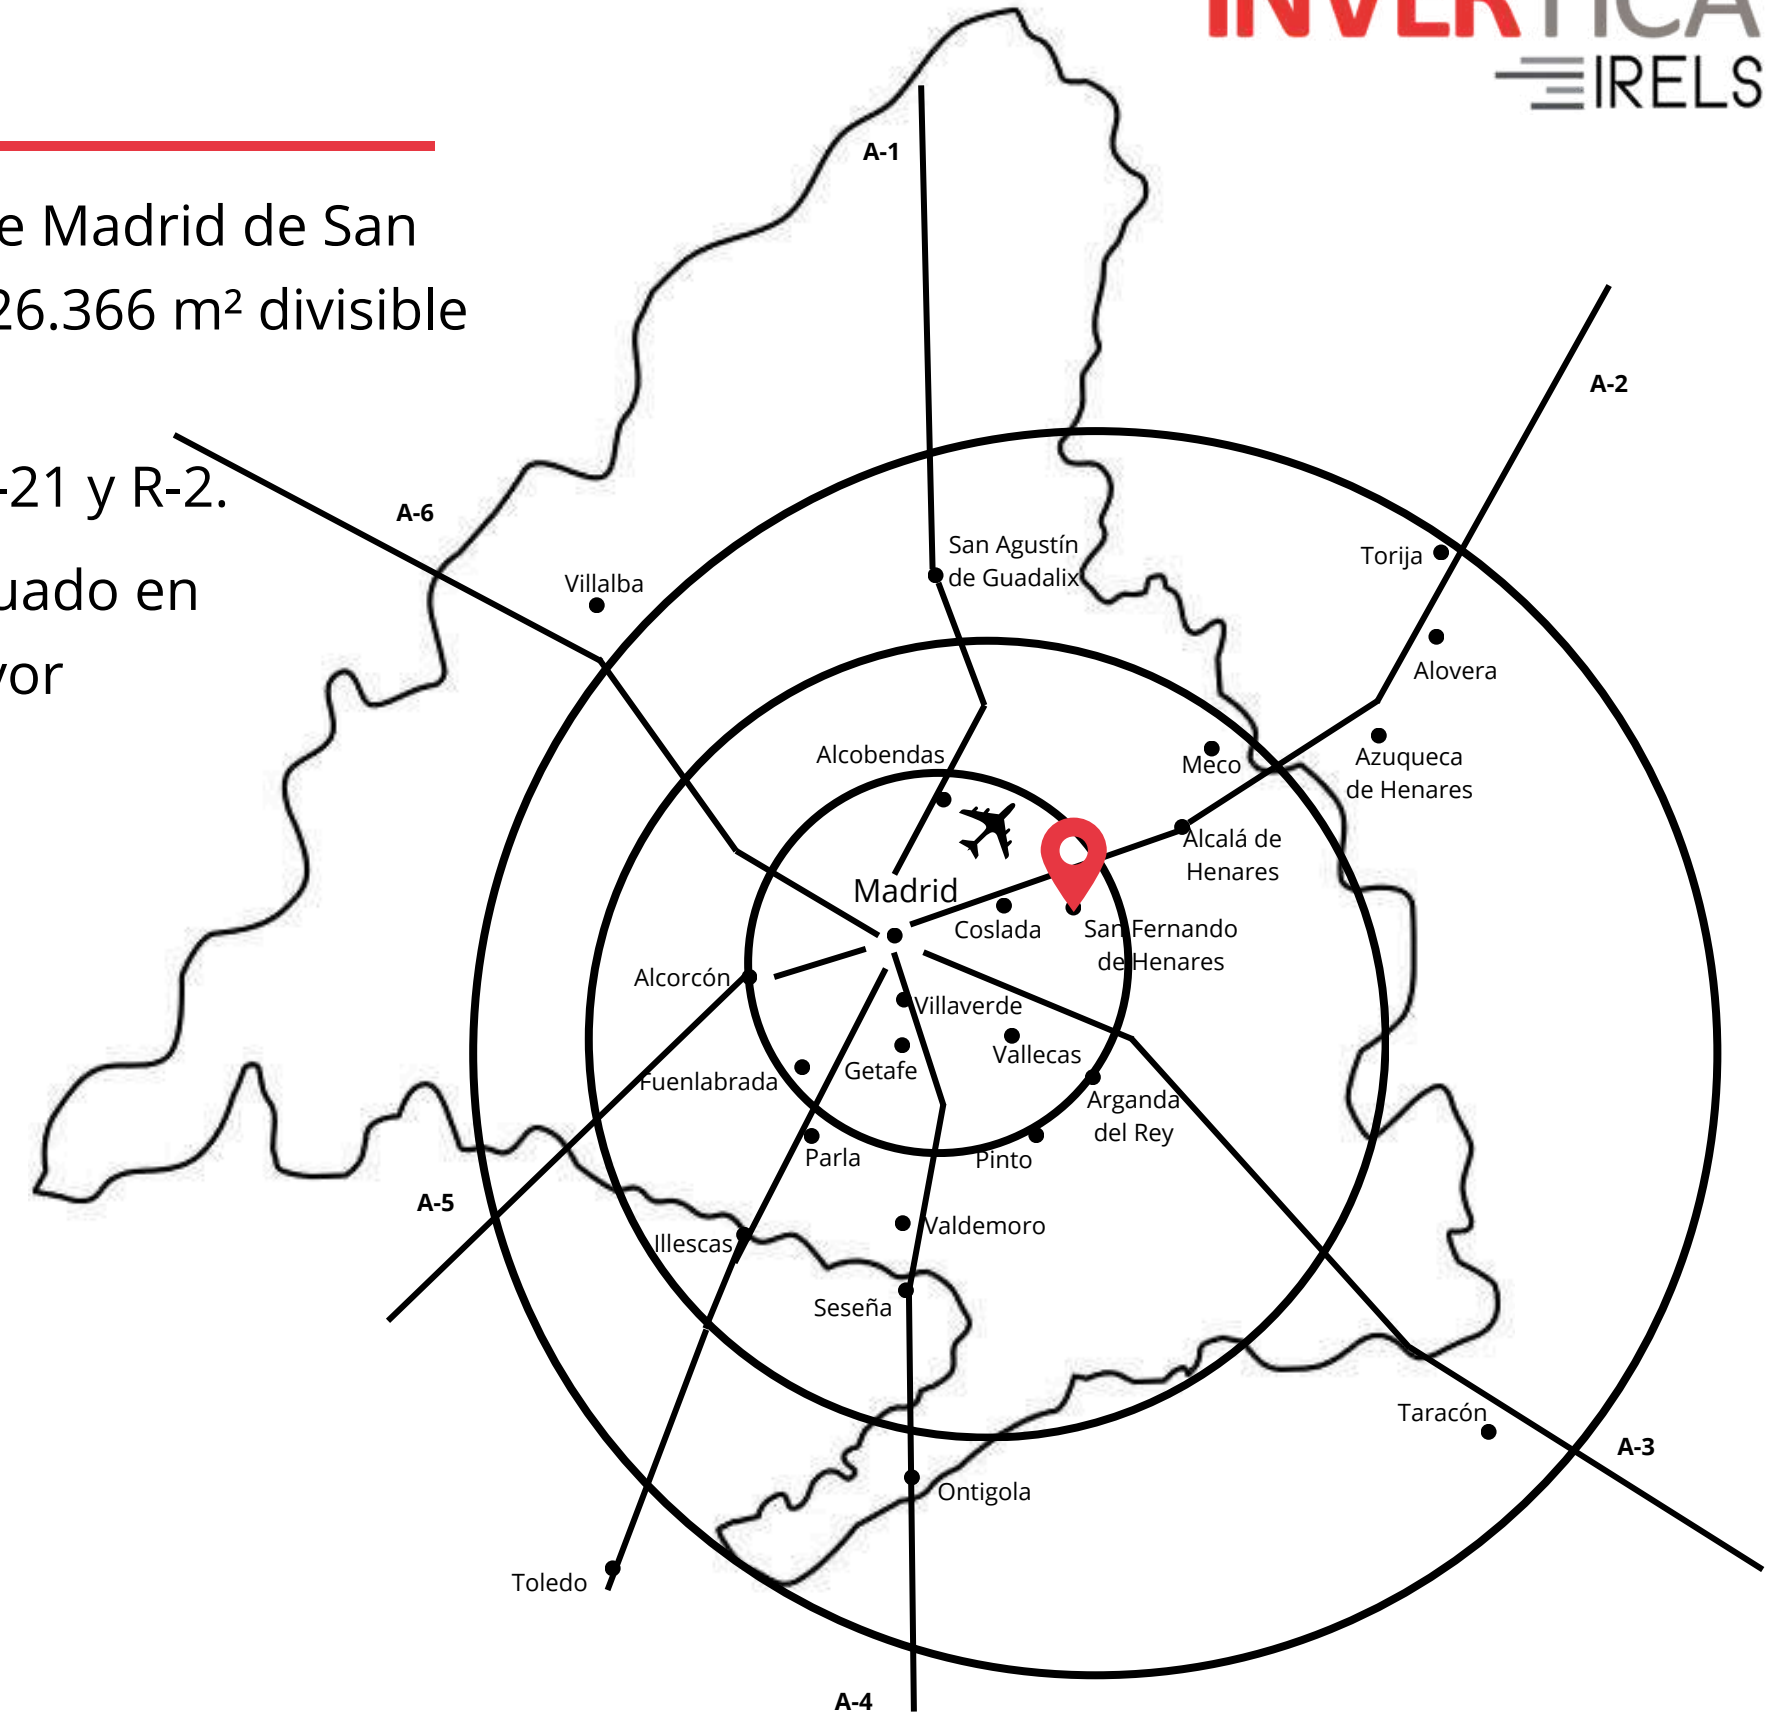 IRELS
e Madrid de San
26.366 m² divisible
-21 y R-2.
uado en
A-1
A-2
A-6
San Agustín
de Guadalix
Torija
Villalba
Alovera
Alcobendas
Meco
Azuqueca
de Henares
Alcalá de
Henares
Madrid
Coslada
San Fernando
de Henares
Alcorcón
Villaverde
Vallecas
Getafe
Fuenlabrada
Arganda
del Rey
Parla
Pinto
A-5
Valdemoro
Illescas
Seseña
Taracón
A-3
Ontigola
Toledo
A-4